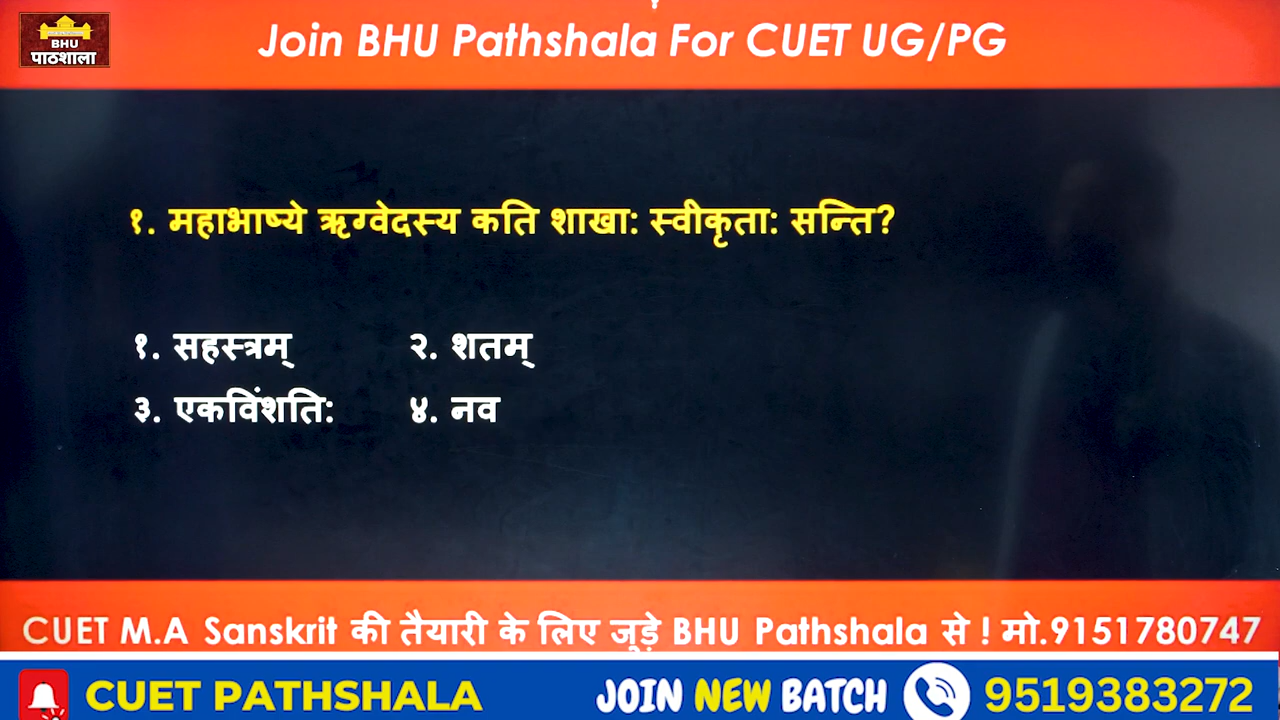 BHU
पाठशाला
Join BHU Pathshala For CUET UG/PG
१. महाभाष्ये ऋग्वेदस्य कति शाखा: स्वीकृता: सन्ति?
१. सहस्त्रम् २. शतम्
३. एकविंशति: ४. नव
CUET M.A Sanskrit की तैयारी के लिए जूड़े BHU Pathshala से ! मो.9151780747
CUET PATHSHALA JOIN NEW BATCH 9519383272